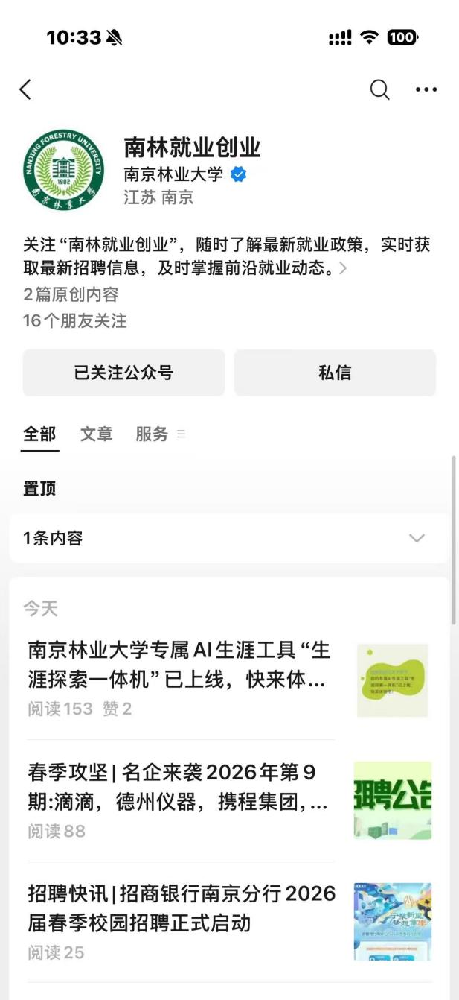 10:33
100
NANJING FORESTRY UNIVERSITY
1902
南京林业大学
南林就业创业
南京林业大学
江苏 南京
关注“南林就业创业”，随时了解最新就业政策，实时获
取最新招聘信息，及时掌握前沿就业动态。
2篇原创内容
16个朋友关注
已关注公众号
私信
全部 文章 服务
置顶
1条内容
今天
南京林业大学专属AI生涯工具“生
涯探索一体机”已上线，快来体...
阅读153 赞2
春季攻坚|名企来袭2026年第9
期:滴滴，德州仪器，携程集团，...
阅读88
招聘公告
招聘快讯|招商银行南京分行2026
届春季校园招聘正式启动
阅读25